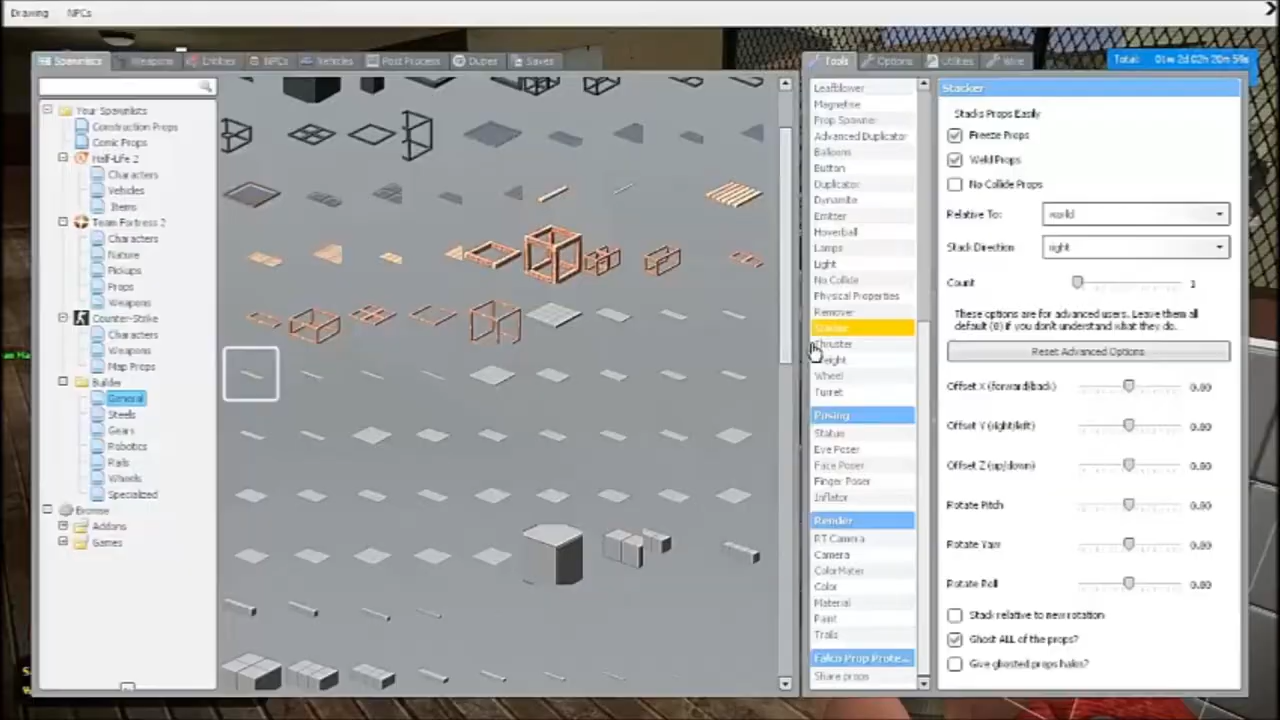 Drawing NPCs
Spawnlists Weapons Entities NPCs Vehicles Post Process Dupes Saves
Tools Options Utilities Wire
Total:
Your Spawnlists
Construction Props
Comic Props
Half-Life 2
Characters
Vehicles
Items
Team Fortress 2
Characters
Nature
Pickups
Props
Weapons
Counter-Strike
Characters
Weapons
Map Props
Builder
General
Steels
Gears
Robotics
Rails
Wheels
Specialized
Browse
Addons
Games
Leafblower
Magnetise
Prop Spawner
Advanced Duplicator
Balloons
Button
Duplicator
Dynamite
Emitter
Hoverball
Lamps
Light
No Collide
Physical Properties
Remover
Stacker
Thruster
Weight
Wheel
Turret
Posing
Eye Poser
Face Poser
Finger Poser
Inflator
Render
RT Camera
Camera
ColorMater
Color
Material
Paint
Trails
Falco Prop Prote...
Share props
Stacker
Stacks Props Easily
Freeze Props
Weld Props
No Collide Props
Relative To: world
Stack Direction right
Count 1
These options are for advanced users. Leave them all
default (0) if you don't understand what they do.
Reset Advanced Options
Offset X (forward/back) 0.00
Offset Y (right/left) 0.00
Offset Z (up/down) 0.00
Rotate Pitch 0.00
Rotate Yaw 0.00
Rotate Roll 0.00
Stack relative to new rotation
Ghost ALL of the props?
Give ghosted props halos?